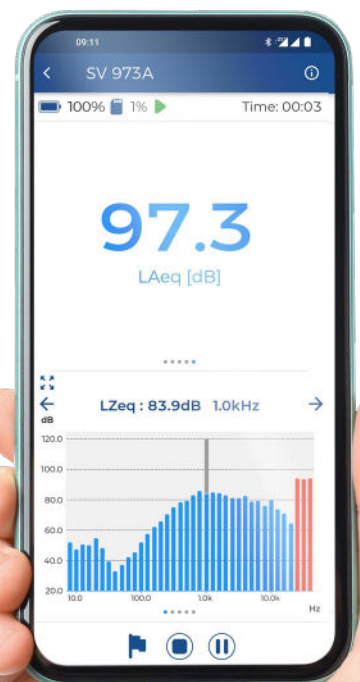 09:11
SV 973A
100% 1% Time: 00:03
97.3
LAeq [dB]
LZeq : 83.9dB 1.0kHz
dB
120.0
100.0
80.0
60.0
40.0
20.0
10.0 100.0 1.0k 10.0k
Hz